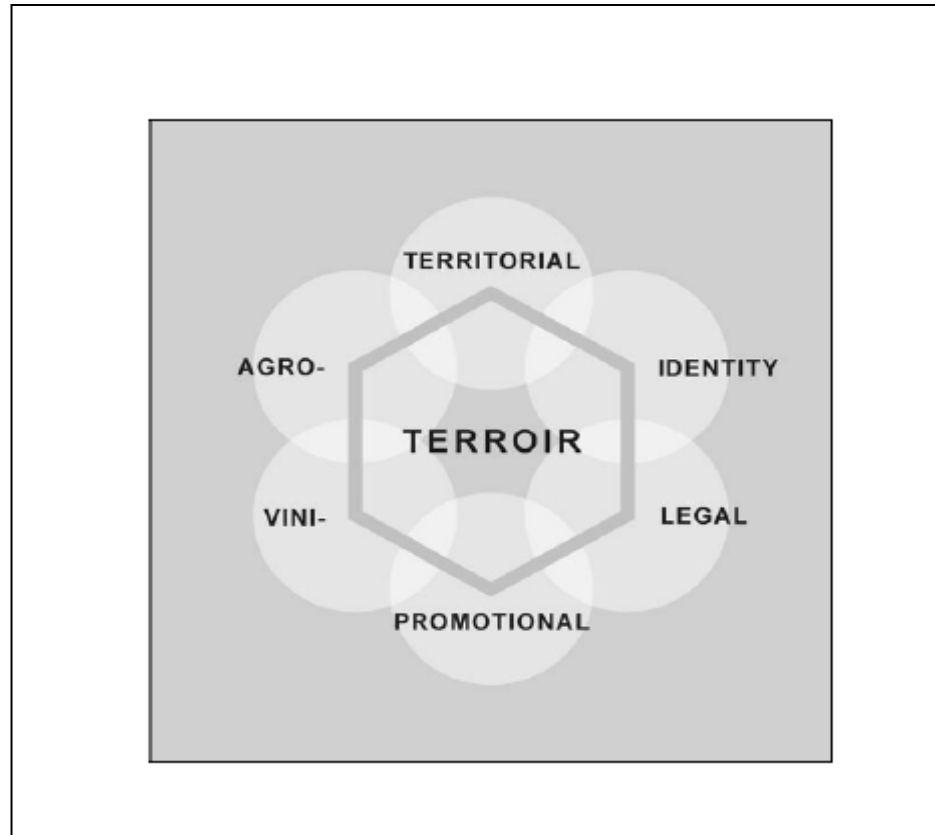 TERRITORIAL
AGRO-
IDENTITY
TERROIR
VINI-
LEGAL
PROMOTIONAL